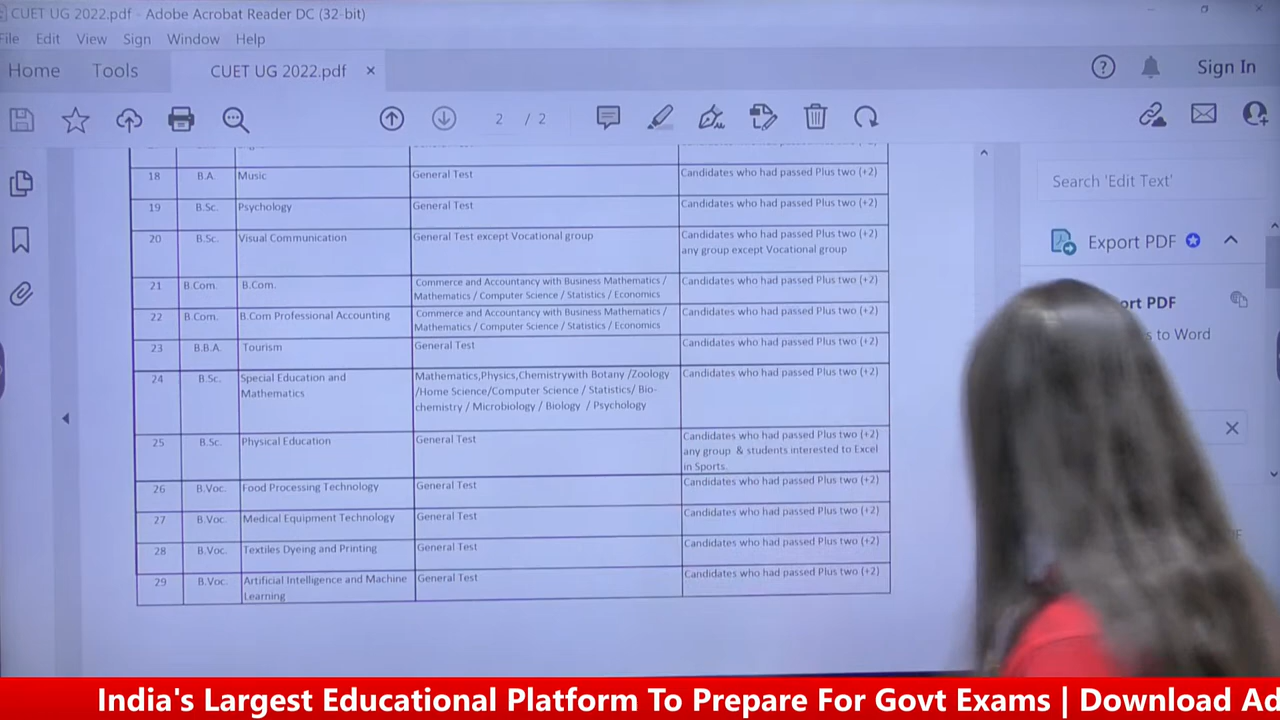 CUET UG 2022.pdf - Adobe Acrobat Reader DC (32-bit)
File Edit View Sign Window Help
Home Tools CUET UG 2022.pdf × Sign In
2 / 2
18 B.A. Music General Test Candidates who had passed Plus two (+2)
19 B.Sc. Psychology General Test Candidates who had passed Plus two (+2)
20 B.Sc. Visual Communication General Test except Vocational group Candidates who had passed Plus two (+2)
any group except Vocational group
21 B.Com. B.Com. Commerce and Accountancy with Business Mathematics / Candidates who had passed Plus two (+2)
Mathematics / Computer Science / Statistics / Economics
22 B.Com. B.Com Professional Accounting Commerce and Accountancy with Business Mathematics / Candidates who had passed Plus two (+2)
Mathematics / Computer Science / Statistics / Economics
23 B.B.A. Tourism General Test Candidates who had passed Plus two (+2)
24 B.Sc. Special Education and Mathematics,Physics,Chemistrywith Botany /Zoology Candidates who had passed Plus two (+2)
Mathematics /Home Science/Computer Science / Statistics/ Bio-
chemistry / Microbiology / Biology / Psychology
25 B.Sc. Physical Education General Test Candidates who had passed Plus two (+2)
any group & students interested to Excel
in Sports.
26 B.Voc. Food Processing Technology General Test Candidates who had passed Plus two (+2)
27 B.Voc. Medical Equipment Technology General Test Candidates who had passed Plus two (+2)
28 B.Voc. Textiles Dyeing and Printing General Test Candidates who had passed Plus two (+2)
29 B.Voc. Artificial Intelligence and Machine General Test Candidates who had passed Plus two (+2)
Learning
Search 'Edit Text'
Export PDF
ort PDF
s to Word
India's Largest Educational Platform To Prepare For Govt Exams | Download Ad